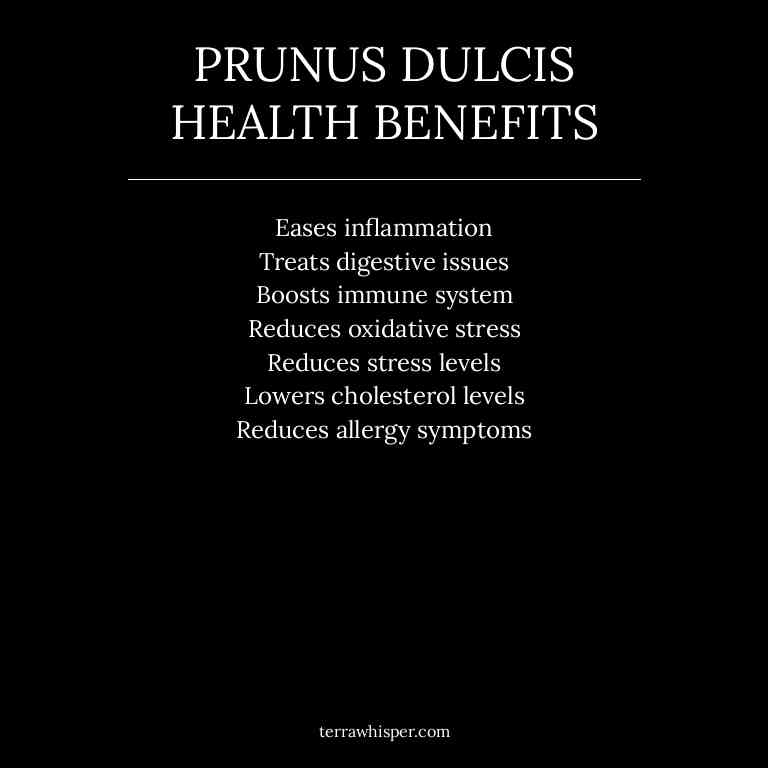 PRUNUS DULCIS
HEALTH BENEFITS
Eases inflammation
Treats digestive issues
Boosts immune system
Reduces oxidative stress
Reduces stress levels
Lowers cholesterol levels
Reduces allergy symptoms
terrawhisper.com